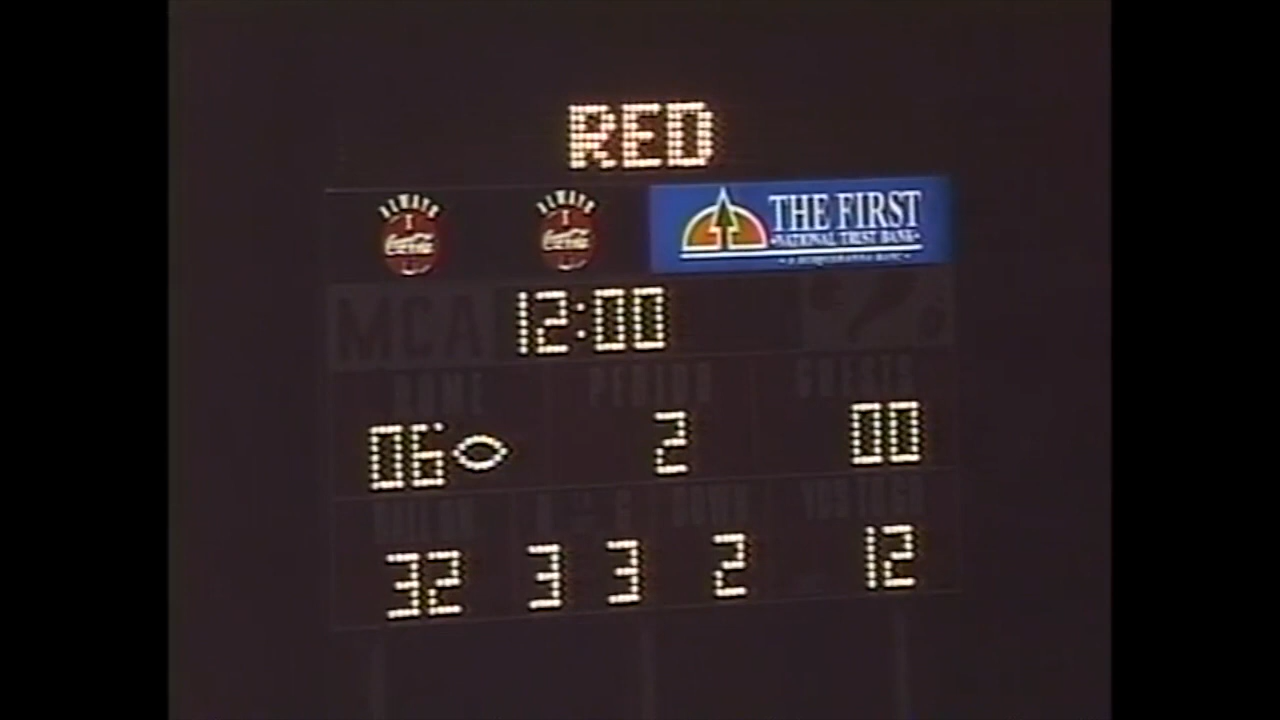 RED
ALWAYS ALWAYS
Coca-Cola Coca-Cola
THE FIRST
NATIONAL TRUST BANK
MCA 12:00
HOME PERIOD GUESTS
06 2 00
BALL ON DOWN YDS TO GO
32 3 3 2 12